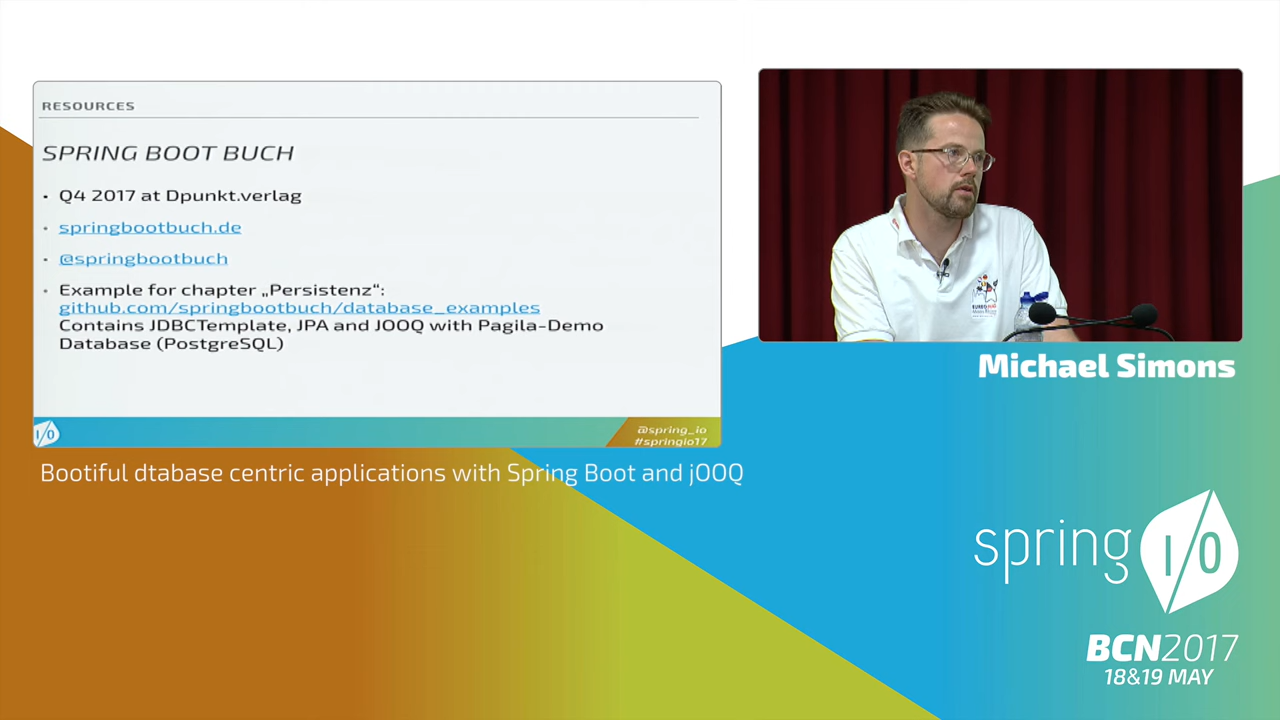 RESOURCES
SPRING BOOT BUCH
• Q4 2017 at Dpunkt.verlag
• springbootbuch.de
• @springbootbuch
• Example for chapter „Persistenz“:
github.com/springbootbuch/database_examples
Contains JDBCTemplate, JPA and JOOQ with Pagila-Demo
Database (PostgreSQL)
I/O
@spring_io
#springio17
Michael Simons
Bootiful dtabase centric applications with Spring Boot and jOOQ
spring I/O
BCN2017
18&19 MAY